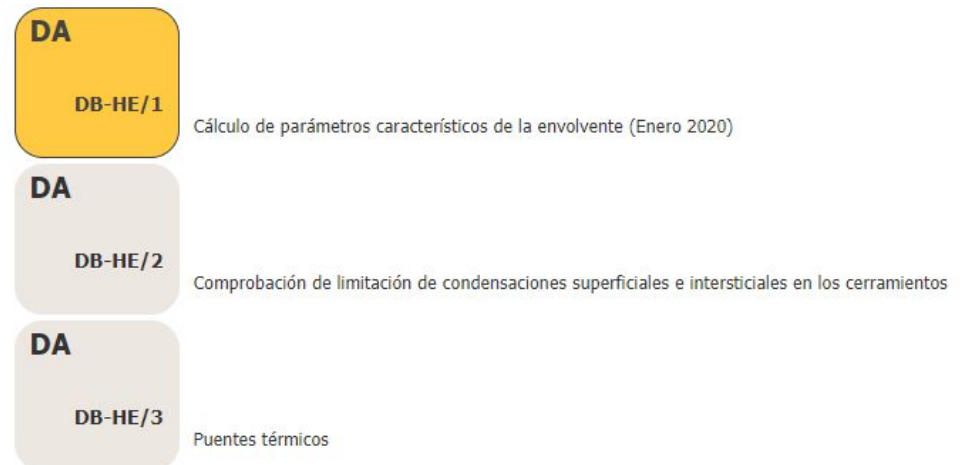 DA
DB-HE/1
Cálculo de parámetros característicos de la envolvente (Enero 2020)
DA
DB-HE/2
Comprobación de limitación de condensaciones superficiales e intersticiales en los cerramientos
DA
DB-HE/3
Puentes térmicos